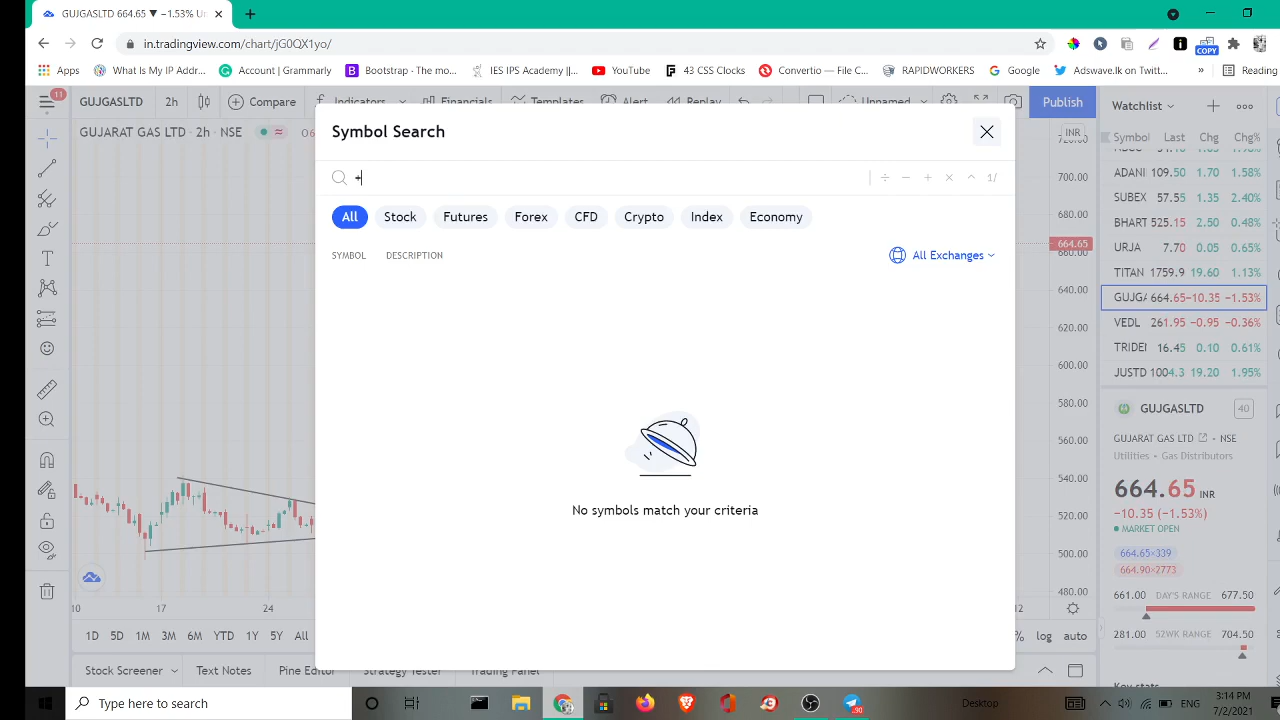 GUJGASLTD 664.65 ▼ −1.53%
in.tradingview.com/chart/jG0QX1yo/
COPY
Apps
What Is My IP Addr...
Account | Grammarly
Bootstrap - The mo...
IES IPS Academy ||...
YouTube
43 CSS Clocks
Convertio — File C...
RAPIDWORKERS
Google
Adswavelk on Twitt...
»
Reading
11
GUJGASLTD
2h
Compare
Indicators
Financials
Templates
Alert
Replay
Unnamed
Publish
Watchlist
GUJARAT GAS LTD · 2h · NSE
INR
Symbol Search
+
÷ − + × ^ 1/
All Stock Futures Forex CFD Crypto Index Economy
SYMBOL DESCRIPTION
All Exchanges
No symbols match your criteria
720.00
700.00
680.00
664.65
660.00
640.00
620.00
600.00
580.00
560.00
540.00
520.00
500.00
480.00
Symbol Last Chg Chg%
ADANI 109.50 1.70 1.58%
SUBEX 57.55 1.35 2.40%
BHART 525.15 2.50 0.48%
URJA 7.70 0.05 0.65%
TITAN 1759.9 19.60 1.13%
GUJGA 664.65 −10.35 −1.53%
VEDL 261.95 −0.95 −0.36%
TRIDEI 16.45 0.10 0.61%
JUSTD 1004.3 19.20 1.95%
GUJGASLTD 40
GUJARAT GAS LTD · NSE
Utilities · Gas Distributors
664.65 INR
−10.35 (−1.53%)
MARKET OPEN
664.65×339
664.90×2773
661.00 DAY'S RANGE 677.50
281.00 52WK RANGE 704.50
Key stats
10 17 24 12
1D 5D 1M 3M 6M YTD 1Y 5Y All
% log auto
Stock Screener Text Notes Pine Editor Strategy Tester Trading Panel
Type here to search
90
Desktop
3:14 PM
7/2/2021